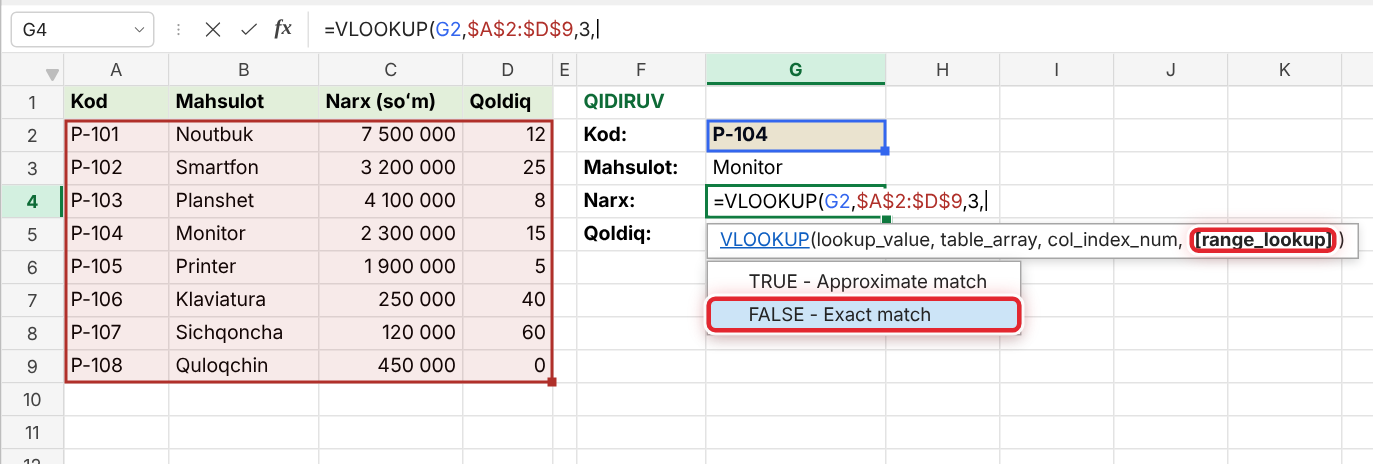 G4 fx =VLOOKUP(G2,$A$2:$D$9,3,
A B C D E F G H I J K
1 Kod Mahsulot Narx (soʻm) Qoldiq QIDIRUV
2 P-101 Noutbuk 7 500 000 12 Kod: P-104
3 P-102 Smartfon 3 200 000 25 Mahsulot: Monitor
4 P-103 Planshet 4 100 000 8 Narx: =VLOOKUP(G2,$A$2:$D$9,3,
5 P-104 Monitor 2 300 000 15 Qoldiq: VLOOKUP(lookup_value, table_array, col_index_num, [range_lookup])
6 P-105 Printer 1 900 000 5 TRUE - Approximate match
7 P-106 Klaviatura 250 000 40 FALSE - Exact match
8 P-107 Sichqoncha 120 000 60
9 P-108 Quloqchin 450 000 0
10
11
12